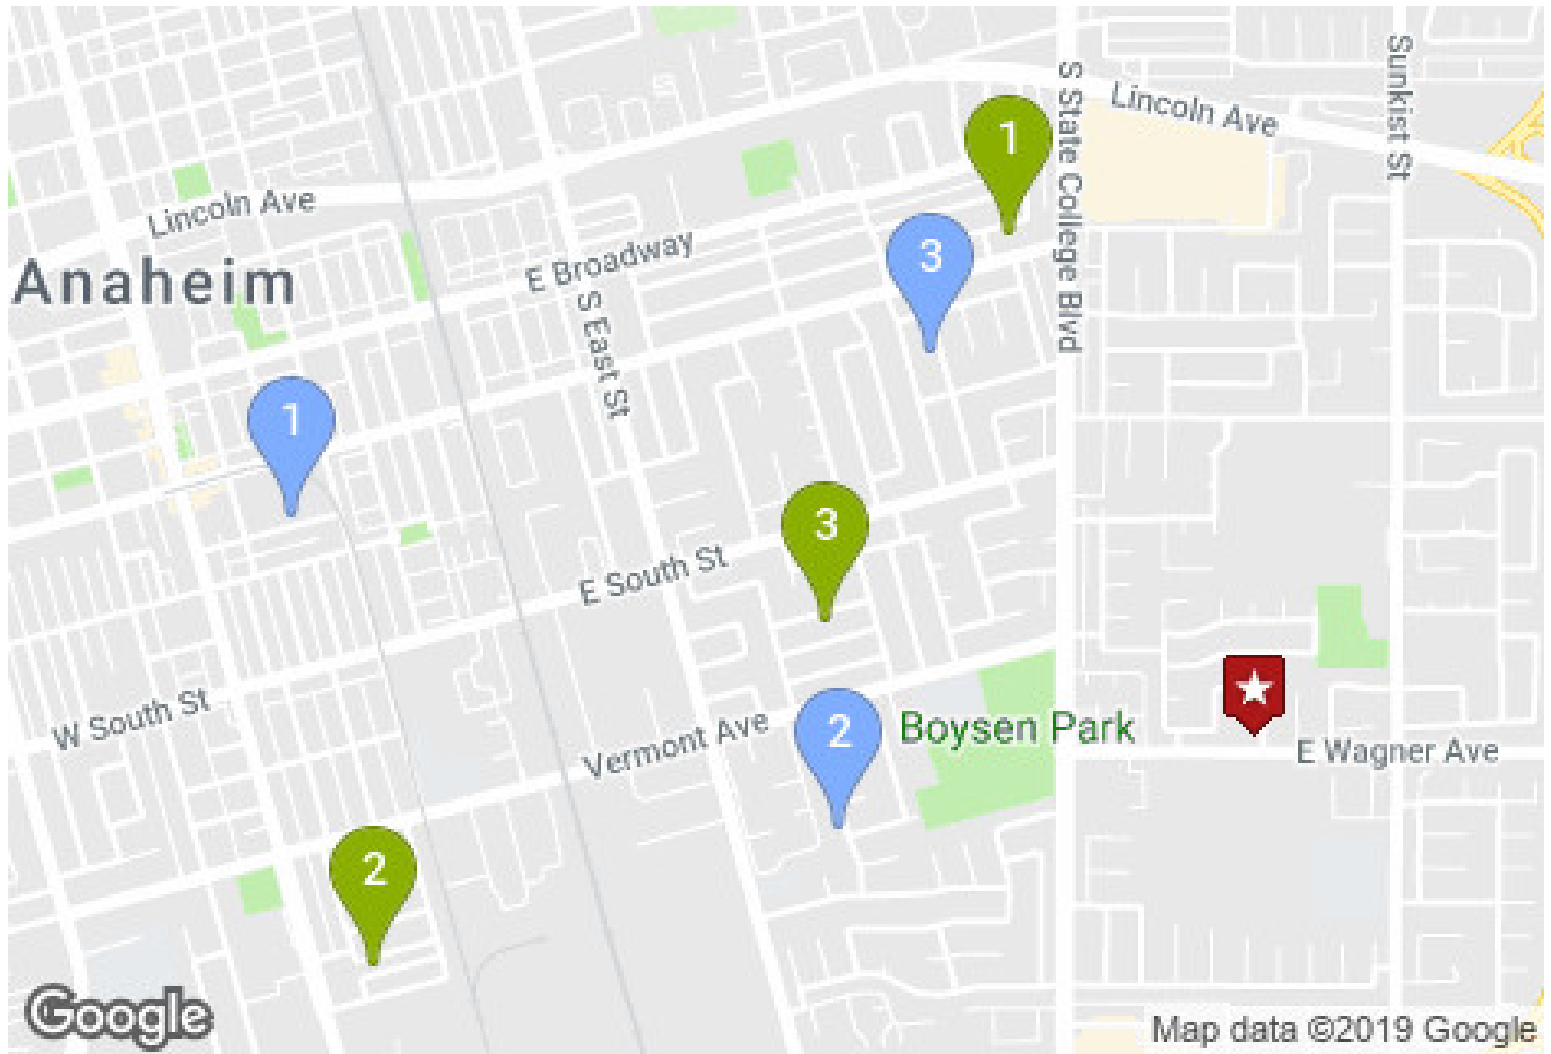 Lincoln Ave
Sunkist St
S State College Blvd
1
Lincoln Ave
E Broadway
3
Anaheim
S East St
1
3
E South St
W South St
Vermont Ave
2
Boysen Park
E Wagner Ave
2
Google
Map data ©2019 Google